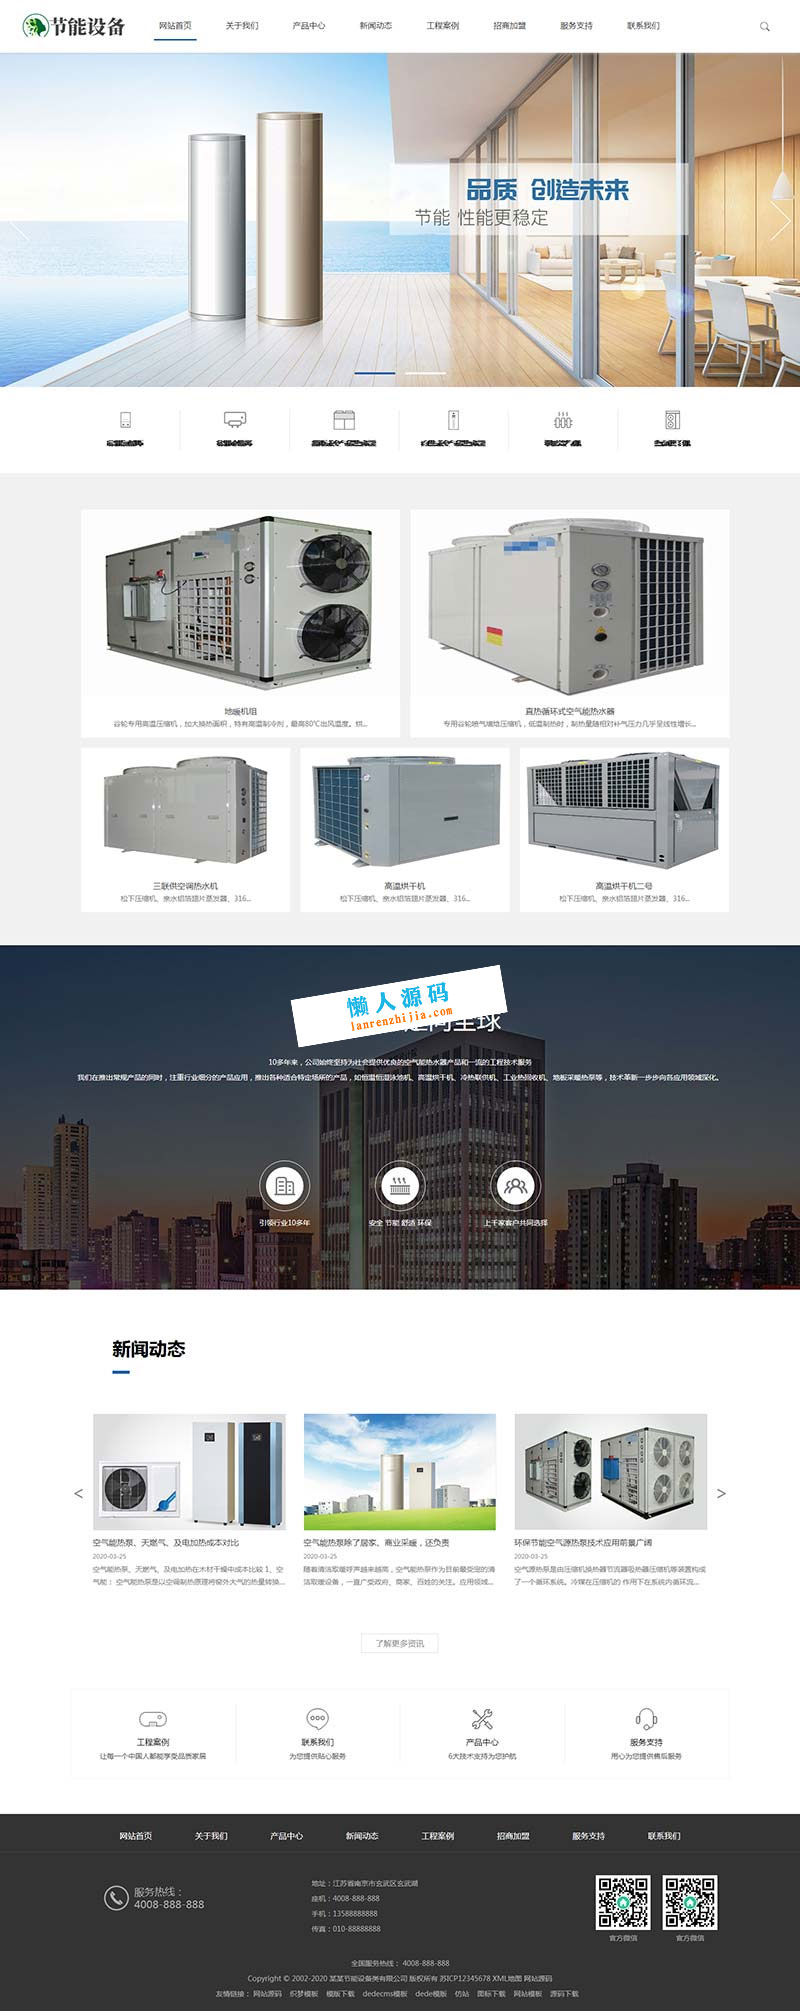 节能设备
网站首页 关于我们 产品中心 新闻动态 工程案例 招商加盟 服务支持 联系我们
品质 创造未来
节能 性能更稳定
地暖机组
谷轮专用高温压缩机，加大换热面积，特有高温制冷剂，最高80℃出风温度。烘...
直热循环式空气能热水器
专用谷轮喷气增焓压缩机，低温制热时，制热量随相对补气压力几乎呈线性增长...
三联供空调热水机
松下压缩机、亲水铝箔翅片蒸发器、316...
高温烘干机
松下压缩机、亲水铝箔翅片蒸发器、316...
高温烘干机二号
松下压缩机、亲水铝箔翅片蒸发器、316...
懒人源码
lanrenzhijia.com
走向全球
10多年来，公司始终坚持为社会提供优良的空气能热水器产品和一流的工程技术服务
我们在推出常规产品的同时，注重行业细分的产品应用，推出各种适合特定场所的产品，如恒温恒湿泳池机、高温烘干机、冷热联供机、工业热回收机、地板采暖热泵等，技术革新一步步向各应用领域深化。
引领行业10多年
安全 节能 舒适 环保
上千家客户共同选择
新闻动态
<
>
空气能热泵、天燃气、及电加热成本对比
2020-03-25
空气能热泵、天燃气、及电加热在木材干燥中成本比较 1、空
气能： 空气能热泵是以空调制热原理将窑外大气的热量转换...
空气能热泵除了居家、商业采暖，还负责
2020-03-25
随着清洁取暖呼声越来越高，空气能热泵作为目前最受宠的清
洁取暖设备，一直广受政府、商家、百姓的关注。应用领域...
环保节能空气源热泵技术应用前景广阔
2020-03-25
空气源热泵是由压缩机换热器节流器吸热器压缩机等装置构成
了一个循环系统。冷媒在压缩机的 作用下在系统内循环流...
了解更多资讯
工程案例
让每一个中国人都能享受品质家居
联系我们
为您提供贴心服务
产品中心
6大技术支持为您护航
服务支持
用心为您提供售后服务
网站首页 关于我们 产品中心 新闻动态 工程案例 招商加盟 服务支持 联系我们
服务热线：
4008-888-888
地址：江苏省南京市玄武区玄武湖
座机：4008-888-888
手机：13588888888
传真：010-88888888
官方微信
官方微信
全国服务热线： 4008-888-888
Copyright © 2002-2020 某某节能设备类有限公司 版权所有 苏ICP12345678 XML地图 网站源码
友情链接： 网站源码 织梦模板 模版下载 dedecms模板 dede模版 仿站 图标下载 网站模板 源码下载